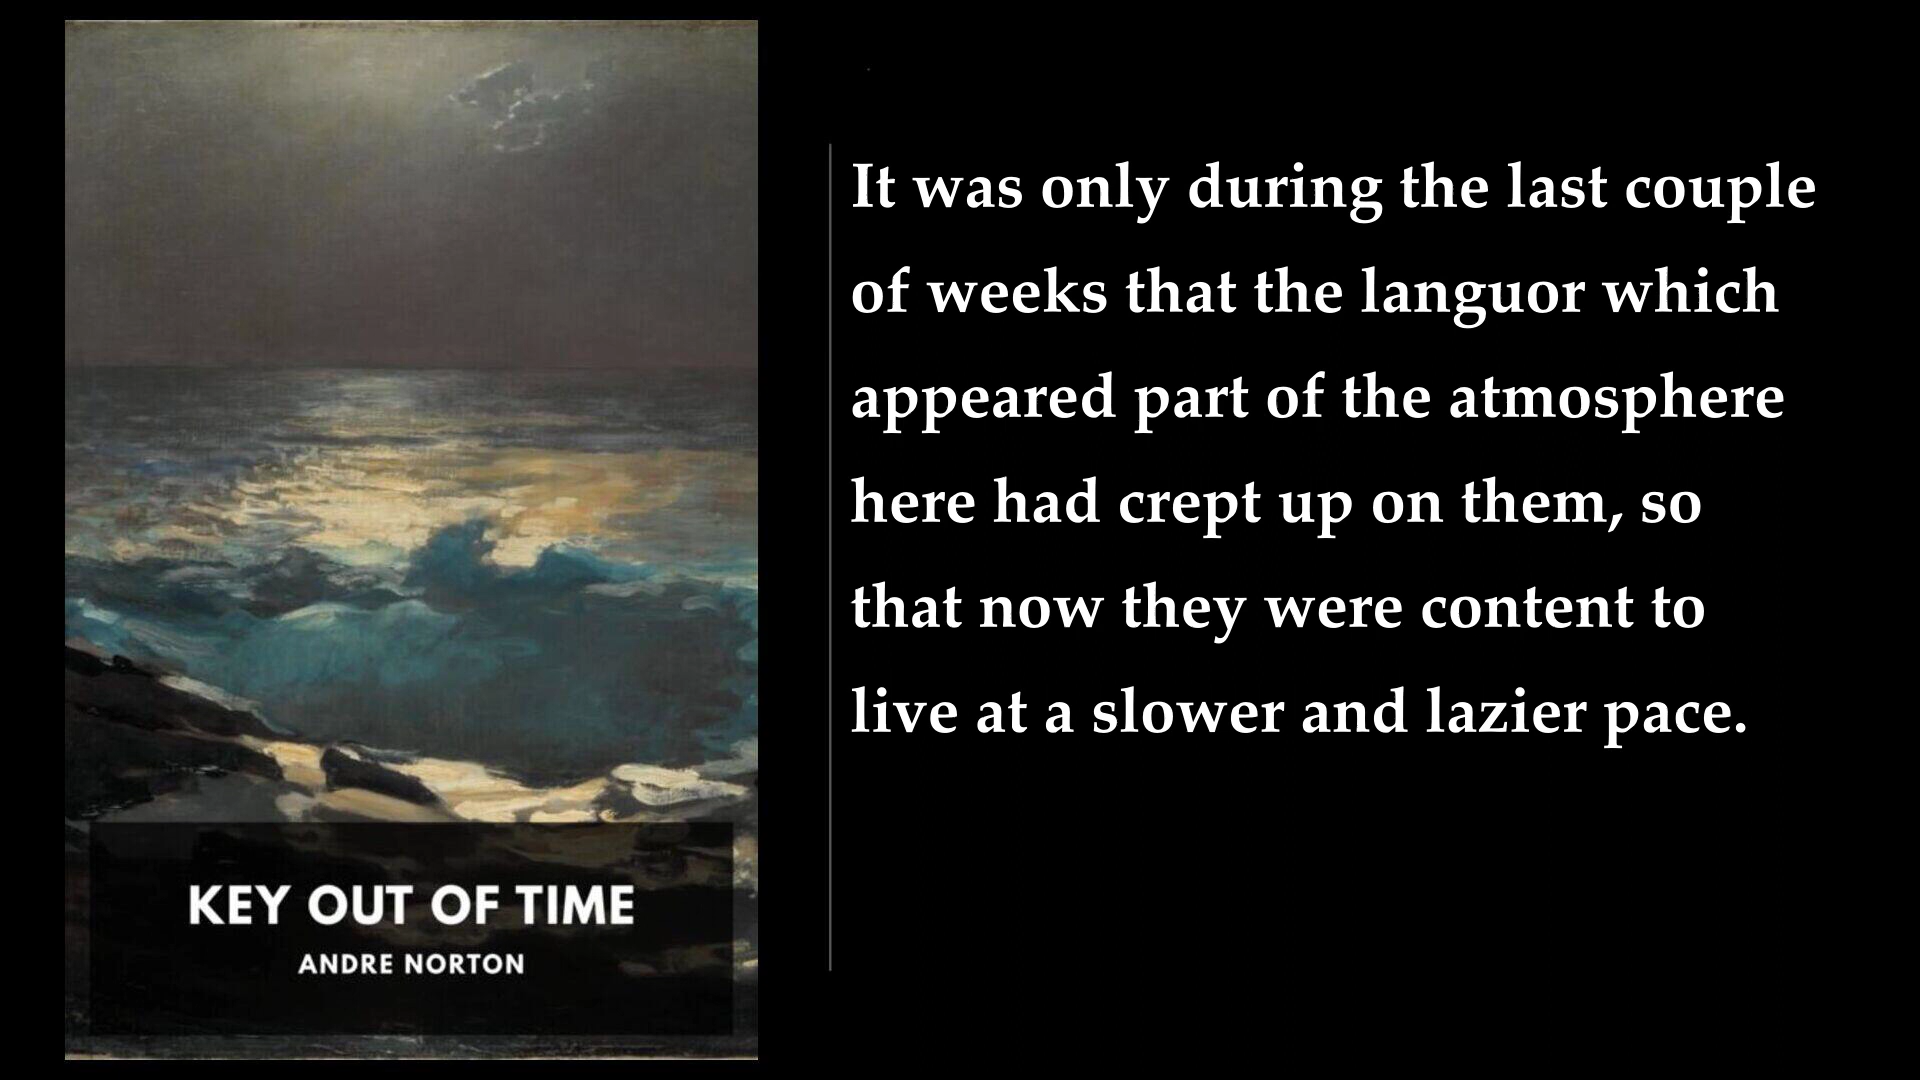 It was only during the last couple
of weeks that the languor which
appeared part of the atmosphere
here had crept up on them, so
that now they were content to
live at a slower and lazier pace.
KEY OUT OF TIME
ANDRE NORTON